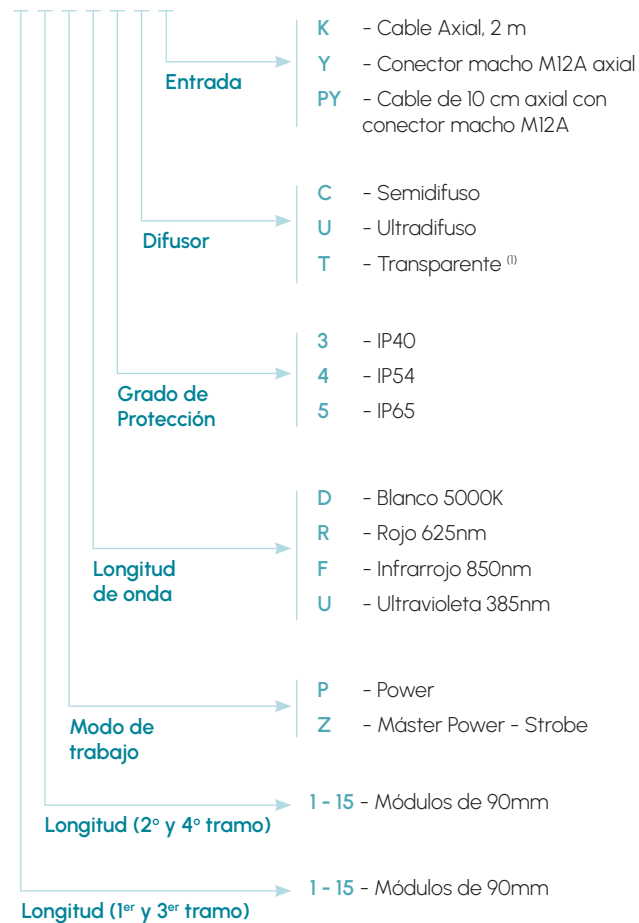 K - Cable Axial, 2 m
Y - Conector macho M12A axial
Entrada
PY - Cable de 10 cm axial con
conector macho M12A
C - Semidifuso
U - Ultradifuso
Difusor
T - Transparente (1)
3 - IP40
4 - IP54
Grado de
Protección
5 - IP65
D - Blanco 5000K
R - Rojo 625nm
Longitud
de onda
F - Infrarrojo 850nm
U - Ultravioleta 385nm
P - Power
Modo de
trabajo
Z - Máster Power - Strobe
1 - 15 - Módulos de 90mm
Longitud (2º y 4º tramo)
1 - 15 - Módulos de 90mm
Longitud (1er y 3er tramo)